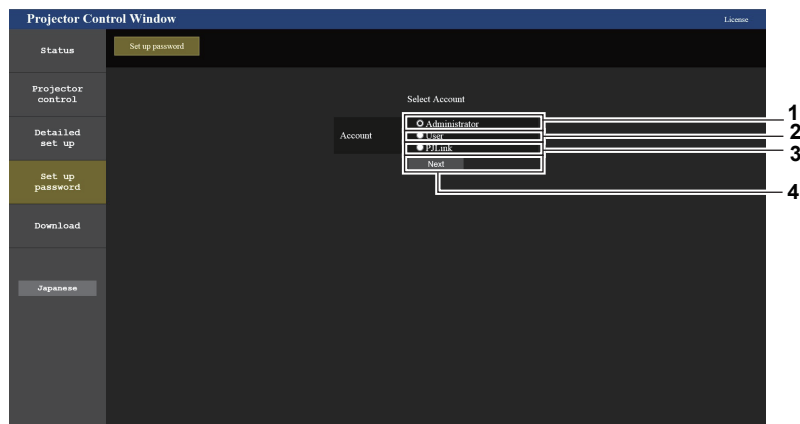 Projector Control Window
License
Status
Set up password
Projector
control
Detailed
set up
Set up
password
Download
Japanese
Select Account
Account
Administrator
User
PJLink
Next
1
2
3
4